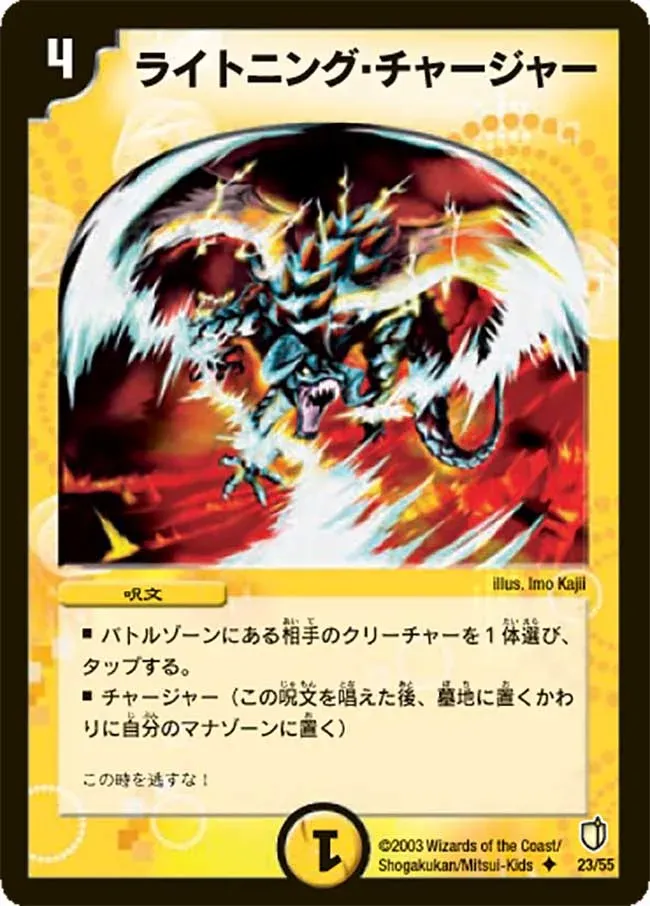 4
ライトニング・チャージャー
illus. Imo Kajii
呪文
■ バトルゾーンにある相手のクリーチャーを1体選び、
タップする。
■ チャージャー（この呪文を唱えた後、墓地に置くかわ
りに自分のマナゾーンに置く）
この時を逃すな！
1
©2003 Wizards of the Coast/
Shogakukan/Mitsui-Kids ♦ 23/55